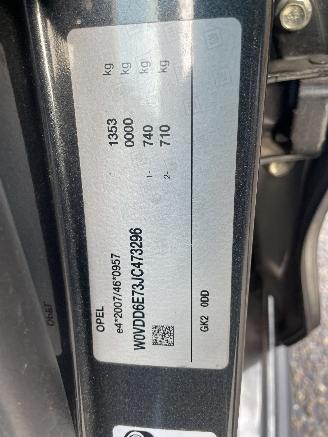 OPEL
e4*2007/46*0957
W0VDD6E73JC473296
1353 kg
0000 kg
1- 740 kg
2- 710 kg
GK2 0DD